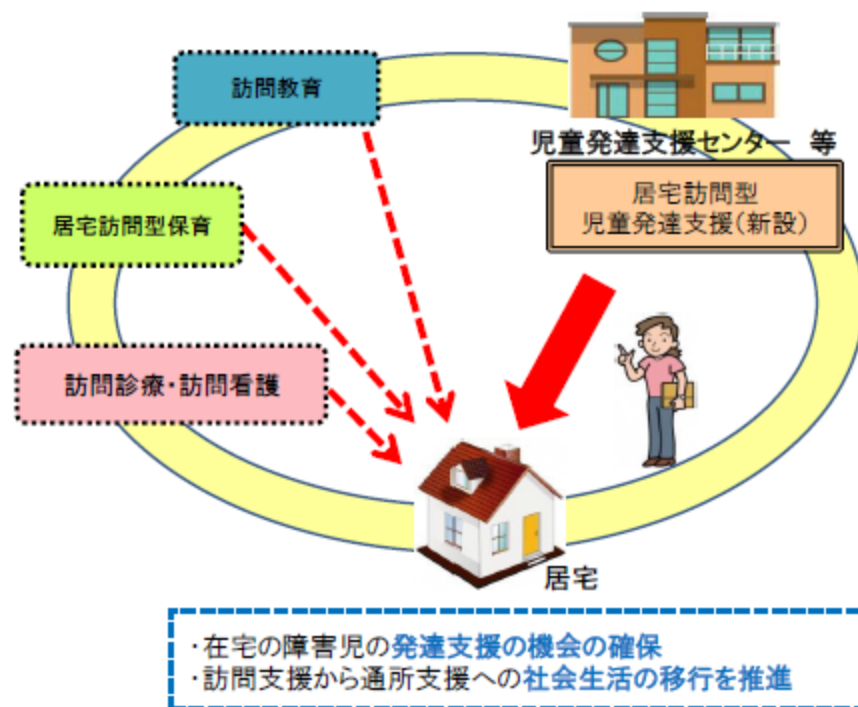 訪問教育
児童発達支援センター 等
居宅訪問型
児童発達支援(新設)
居宅訪問型保育
訪問診療・訪問看護
居宅
・在宅の障害児の発達支援の機会の確保
・訪問支援から通所支援への社会生活の移行を推進